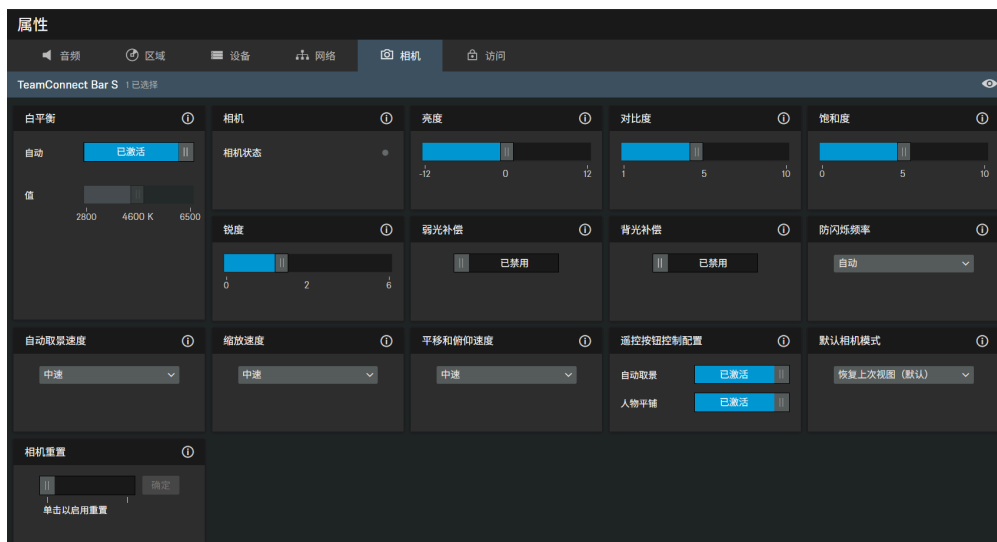 属性
音频 区域 设备 网络 相机 访问
TeamConnect Bar S 1 已选择
白平衡
自动 已激活
值
2800 4600 K 6500
相机
相机状态
亮度
-12 0 12
对比度
1 5 10
饱和度
0 5 10
锐度
0 2 6
弱光补偿
已禁用
背光补偿
已禁用
防闪烁频率
自动
自动取景速度
中速
缩放速度
中速
平移和俯仰速度
中速
遥控按钮控制配置
自动取景 已激活
人物平铺 已激活
默认相机模式
恢复上次视图（默认）
相机重置
确定
单击以启用重置